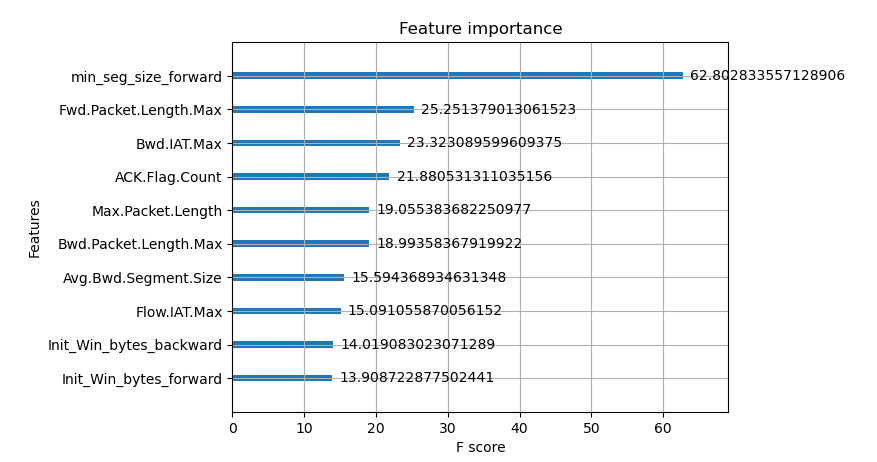 Feature importance
min_seg_size_forward 62.802833557128906
Fwd.Packet.Length.Max 25.251379013061523
Bwd.IAT.Max 23.323089599609375
ACK.Flag.Count 21.880531311035156
Max.Packet.Length 19.055383682250977
Bwd.Packet.Length.Max 18.99358367919922
Avg.Bwd.Segment.Size 15.594368934631348
Flow.IAT.Max 15.091055870056152
Init_Win_bytes_backward 14.019083023071289
Init_Win_bytes_forward 13.908722877502441
Features
0 10 20 30 40 50 60
F score